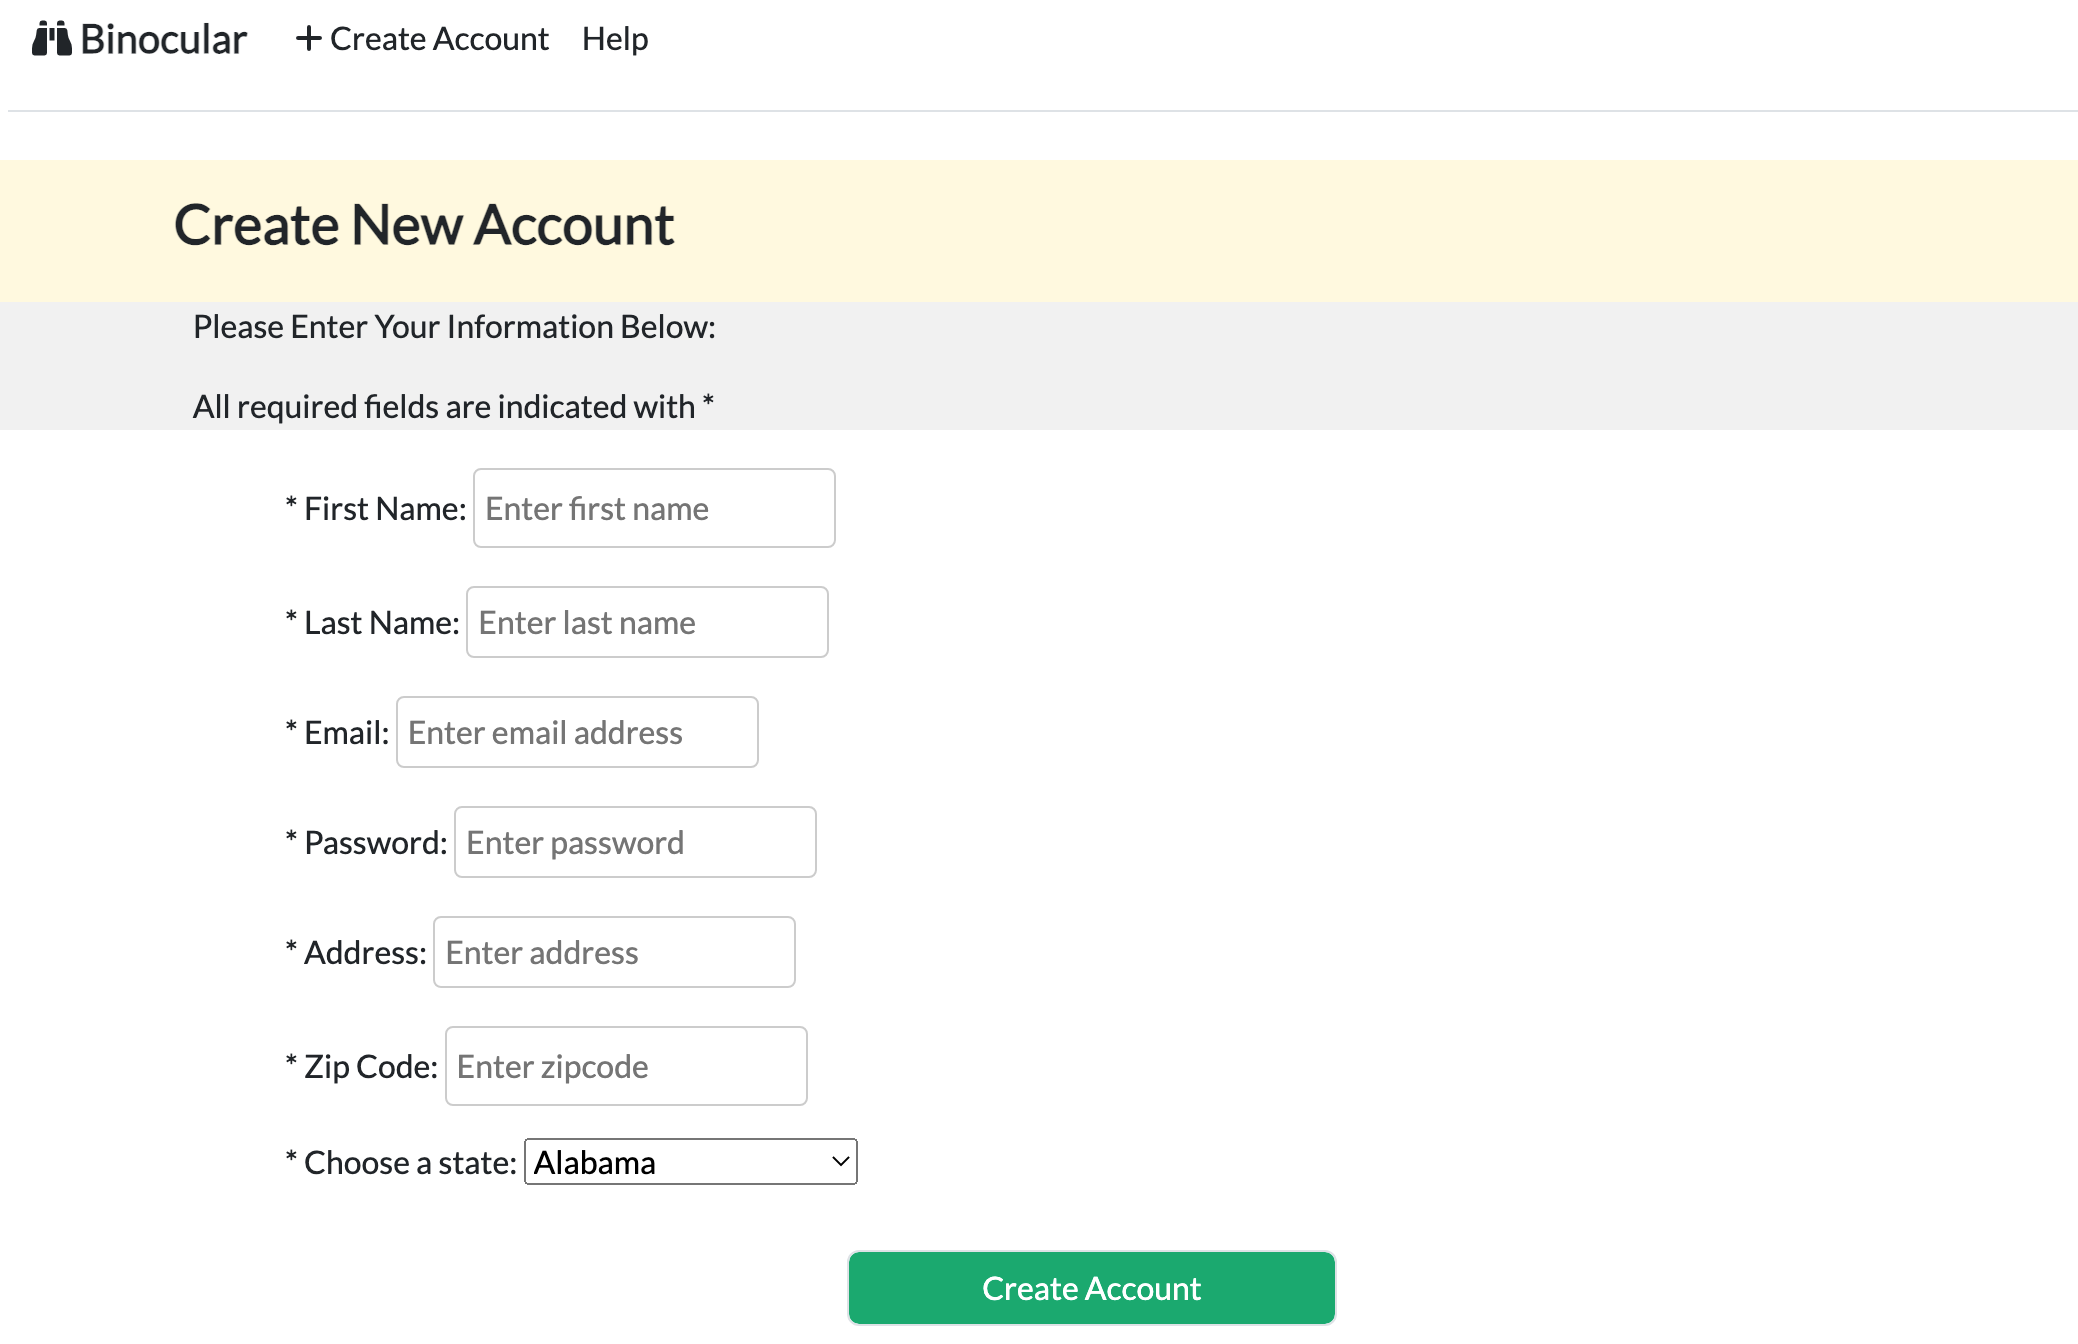 Binocular + Create Account Help
Create New Account
Please Enter Your Information Below:
All required fields are indicated with *
* First Name: Enter first name
* Last Name: Enter last name
* Email: Enter email address
* Password: Enter password
* Address: Enter address
* Zip Code: Enter zipcode
* Choose a state: Alabama
Create Account